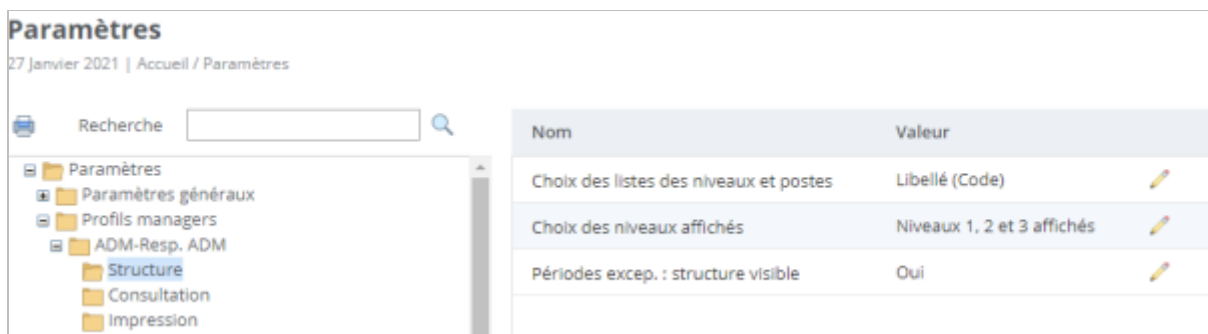 Paramètres
27 Janvier 2021 | Accueil / Paramètres
Recherche
Paramètres
Paramètres généraux
Profils managers
ADM-Resp. ADM
Structure
Consultation
Impression
Nom Valeur
Choix des listes des niveaux et postes Libellé (Code)
Choix des niveaux affichés Niveaux 1, 2 et 3 affichés
Périodes excep. : structure visible Oui